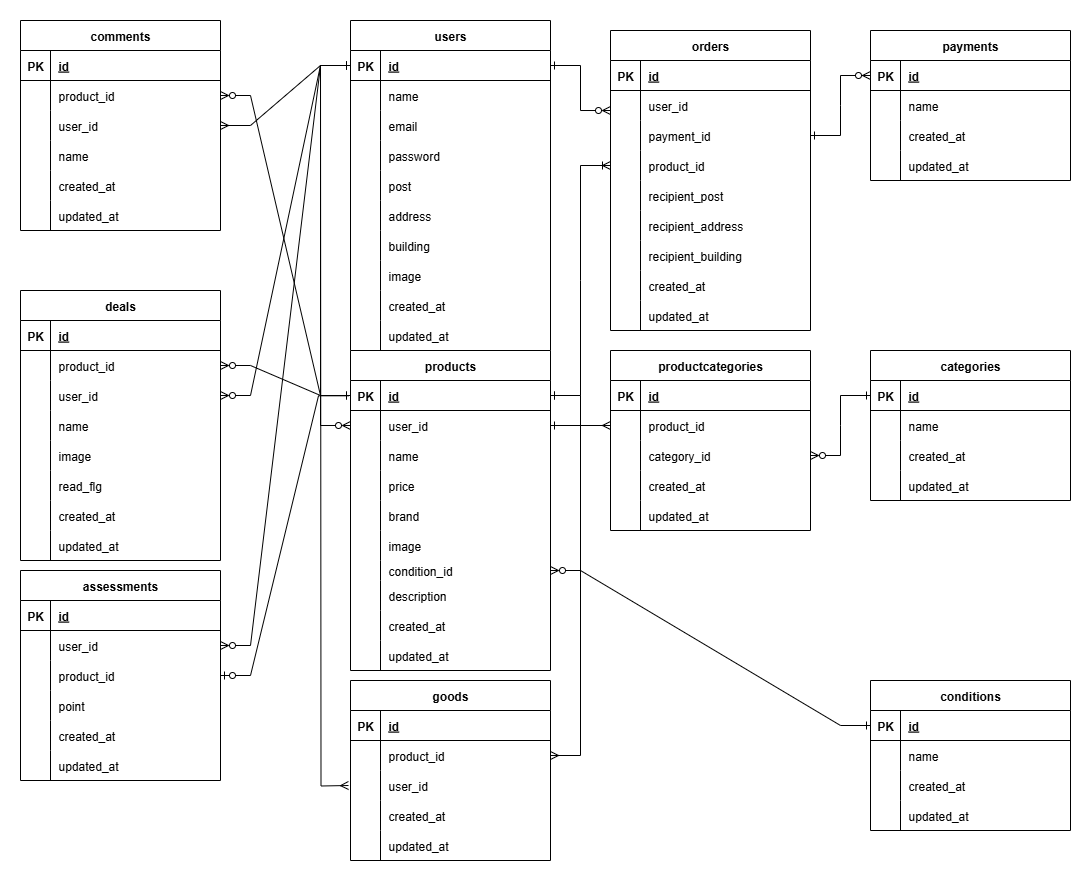 comments
PK id
product_id
user_id
name
created_at
updated_at
deals
PK id
product_id
user_id
name
image
read_flg
created_at
updated_at
assessments
PK id
user_id
product_id
point
created_at
updated_at
users
PK id
name
email
password
post
address
building
image
created_at
updated_at
products
PK id
user_id
name
price
brand
image
condition_id
description
created_at
updated_at
goods
PK id
product_id
user_id
created_at
updated_at
orders
PK id
user_id
payment_id
product_id
recipient_post
recipient_address
recipient_building
created_at
updated_at
productcategories
PK id
product_id
category_id
created_at
updated_at
payments
PK id
name
created_at
updated_at
categories
PK id
name
created_at
updated_at
conditions
PK id
name
created_at
updated_at